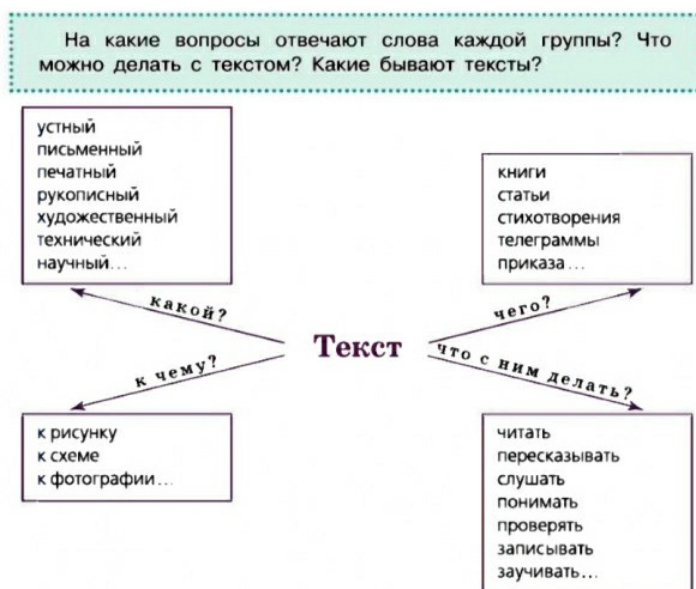 На какие вопросы отвечают слова каждой группы? Что
можно делать с текстом? Какие бывают тексты?
устный
письменный
печатный
рукописный
художественный
технический
научный...
книги
статьи
стихотворения
телеграммы
приказа...
какой?
чего?
Текст
к чему?
что с ним делать?
к рисунку
к схеме
к фотографии...
читать
пересказывать
слушать
понимать
проверять
записывать
заучивать...